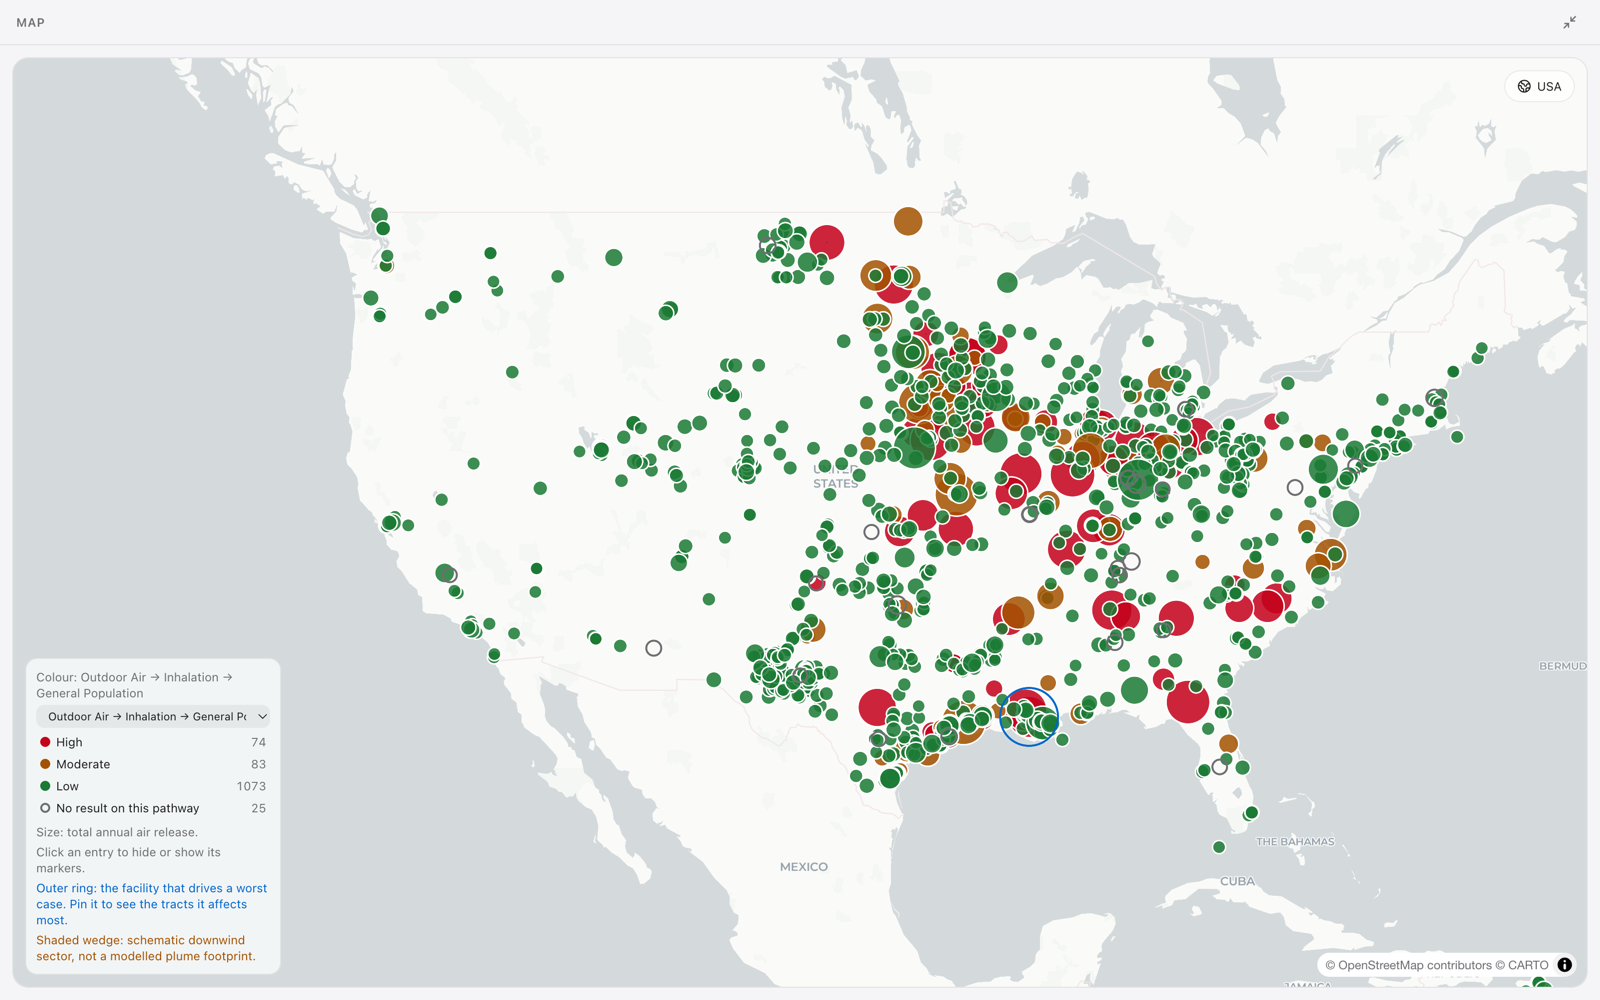 MAP
USA
UNITED
STATES
BERMUD
MEXICO
THE BAHAMAS
CUBA
JAMAICA
Colour: Outdoor Air → Inhalation →
General Population
Outdoor Air → Inhalation → General Pc
High 74
Moderate 83
Low 1073
No result on this pathway 25
Size: total annual air release.
Click an entry to hide or show its
markers.
Outer ring: the facility that drives a worst
case. Pin it to see the tracts it affects
most.
Shaded wedge: schematic downwind
sector, not a modelled plume footprint.
© OpenStreetMap contributors © CARTO